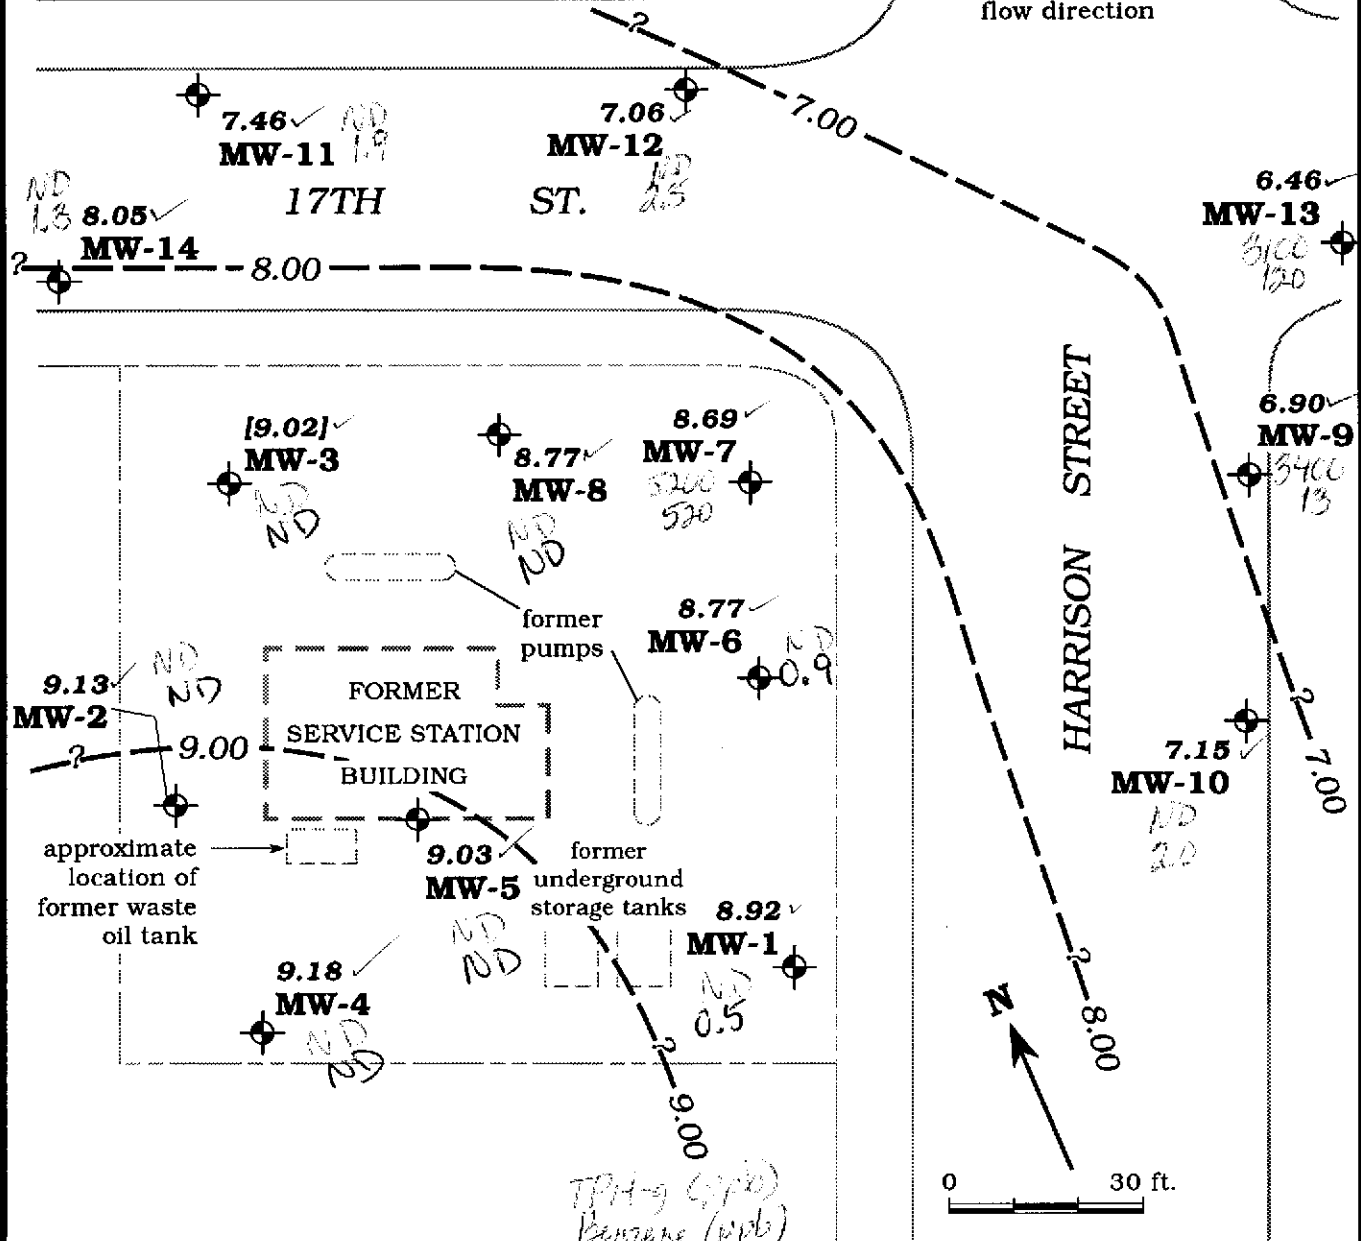 flow direction
?
7.00
7.46
MW-11
ND
1.9
7.06
MW-12
ND
2.5
17TH ST.
ND
1.3
8.05
MW-14
?
8.00
6.46
MW-13
3100
120
[9.02]
MW-3
ND
ND
8.77
MW-8
ND
ND
8.69
MW-7
520
6.90
MW-9
3400
13
HARRISON STREET
former
pumps
8.77
MW-6
ND
0.9
9.13
MW-2
ND
ND
?
9.00
FORMER
SERVICE STATION
BUILDING
?
7.00
7.15
MW-10
ND
2.0
approximate
location of
former waste
oil tank
9.03
MW-5
ND
ND
former
underground
storage tanks
8.92
MW-1
ND
0.5
9.18
MW-4
ND
ND
?
9.00
?
8.00
N
0 30 ft.
TPH-g (ppb)
Benzene (ppb)